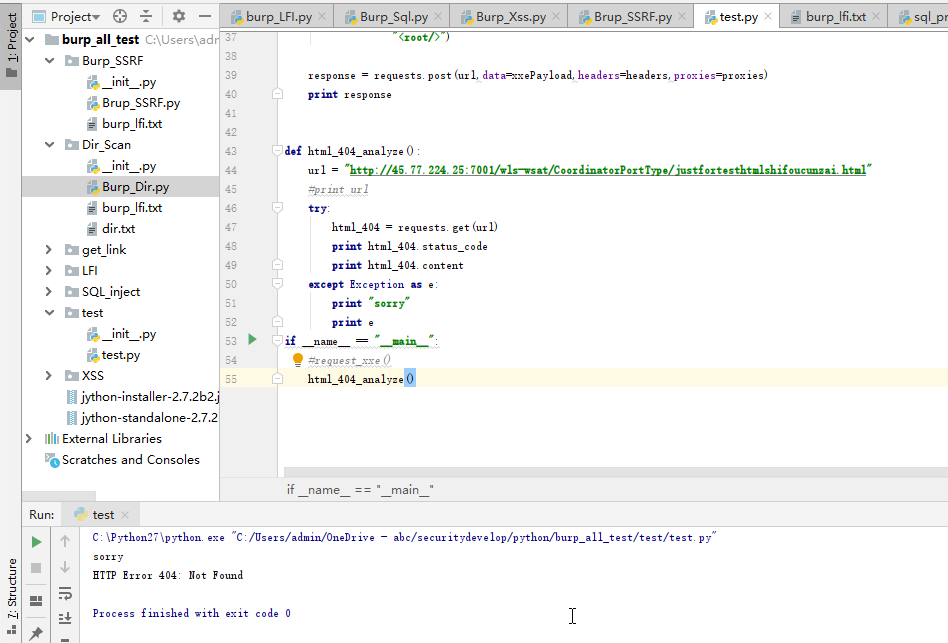 1: Project
Project
burp_LFI.py
Burp_Sql.py
Burp_Xss.py
Brup_SSRF.py
test.py
burp_lfi.txt
sql_pr
burp_all_test C:\Users\adr
Burp_SSRF
__init__.py
Brup_SSRF.py
burp_lfi.txt
Dir_Scan
__init__.py
Burp_Dir.py
burp_lfi.txt
dir.txt
get_link
LFI
SQL_inject
test
__init__.py
test.py
XSS
jython-installer-2.7.2b2.j
jython-standalone-2.7.2
External Libraries
Scratches and Consoles
37 "<root/>")
38
39 response = requests.post(url,data=xxePayload,headers=headers,proxies=proxies)
40 print response
41
42
43 def html_404_analyze():
44 url = "http://45.77.224.25:7001/wls-wsat/CoordinatorPortType/justfortesthtmlshifoucunzai.html"
45 #print url
46 try:
47 html_404 = requests.get(url)
48 print html_404.status_code
49 print html_404.content
50 except Exception as e:
51 print "sorry"
52 print e
53 if __name__ == "__main__":
54 #request_xxe()
55 html_404_analyze()
if __name__ == "__main__"
Run: test
C:\Python27\python.exe "C:/Users/admin/OneDrive - abc/securitydevelop/python/burp_all_test/test/test.py"
sorry
HTTP Error 404: Not Found
Process finished with exit code 0
7: Structure